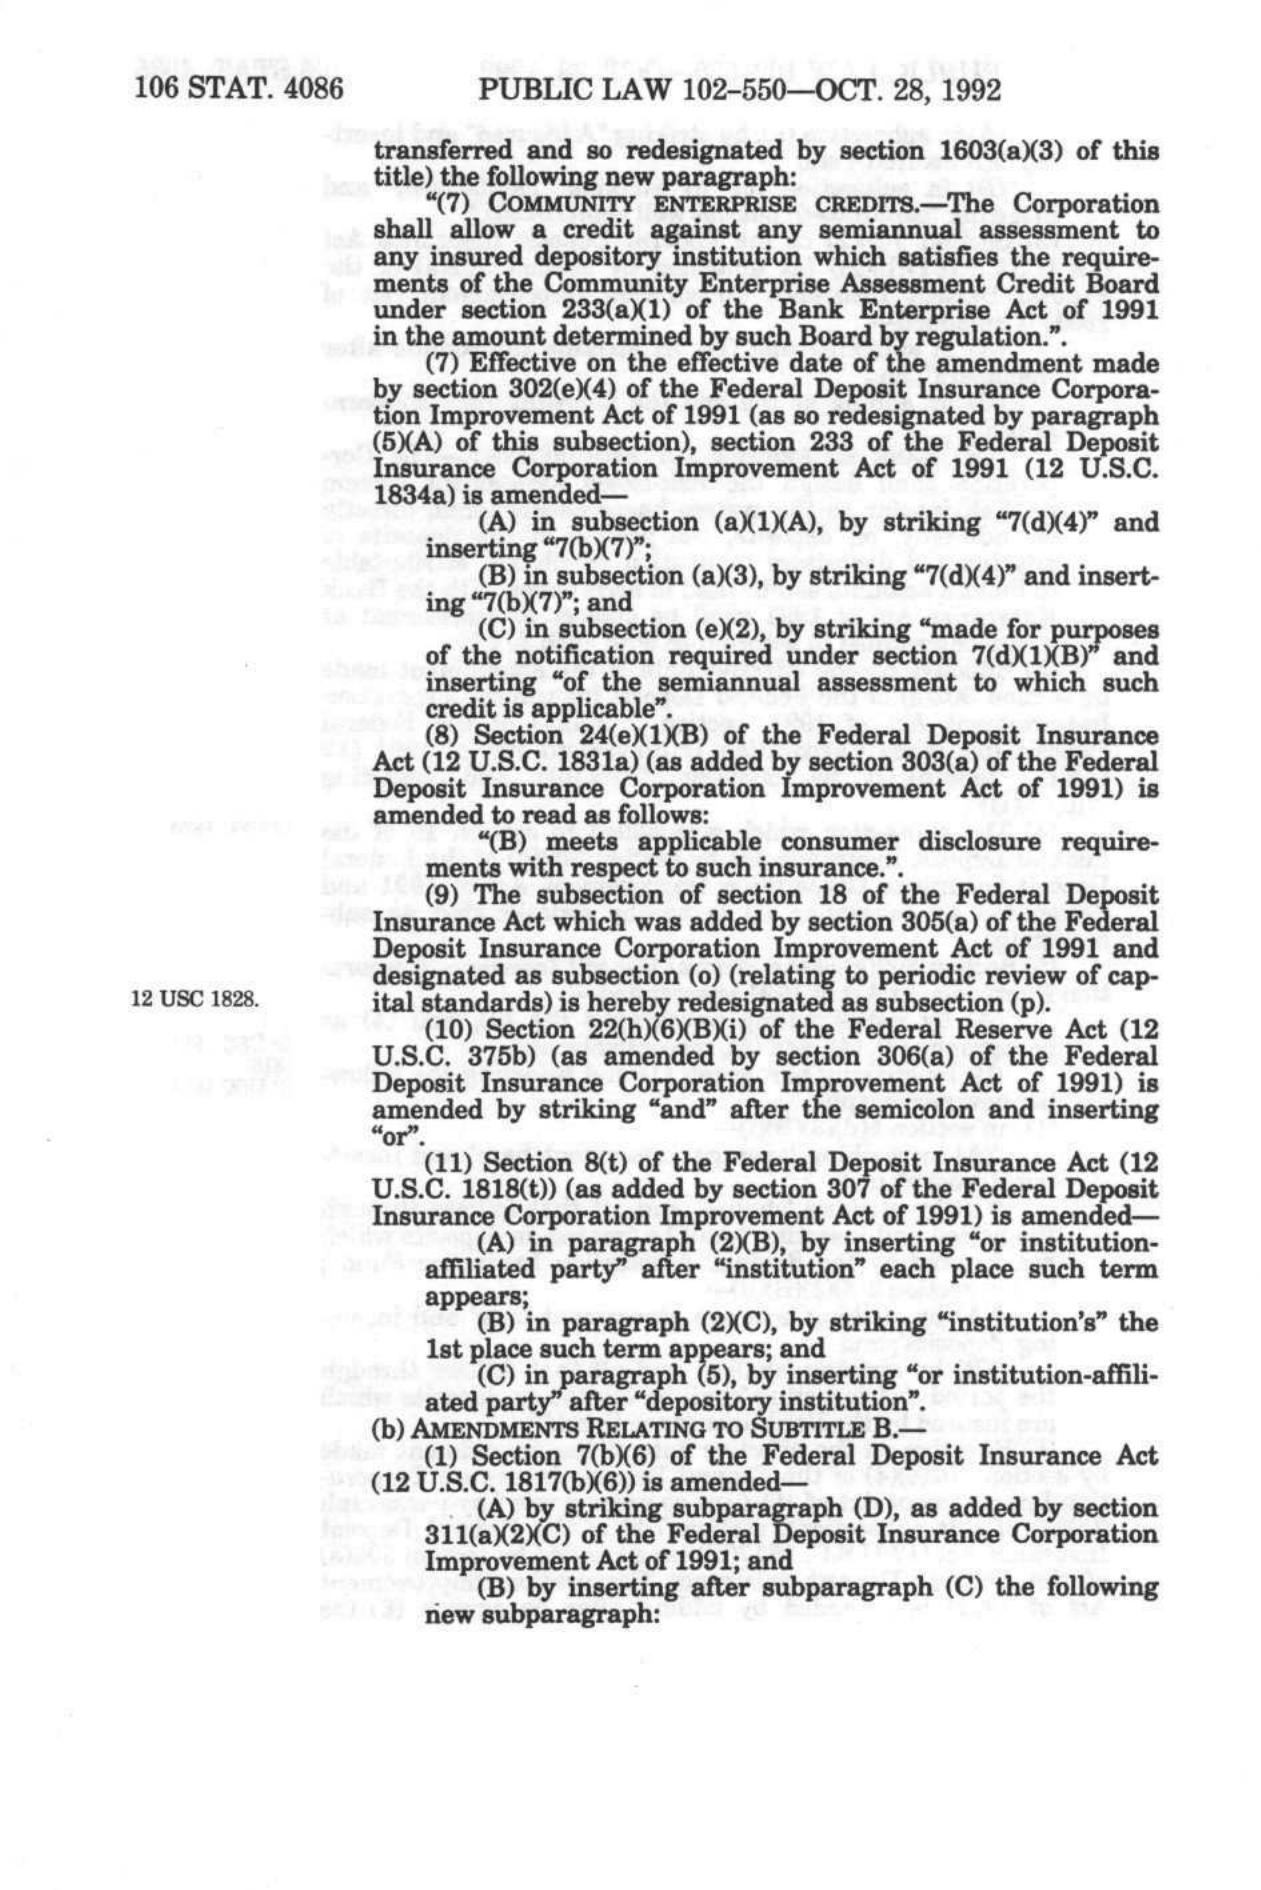 106 STAT. 4086
PUBLIC LAW 102-550—OCT. 28, 1992
transferred and so redesignated by section 1603(a)(3) of this
title) the following new paragraph:
“(7) COMMUNITY ENTERPRISE CREDITS.—The Corporation
shall allow a credit against any semiannual assessment to
any insured depository institution which satisfies the require-
ments of the Community Enterprise Assessment Credit Board
under section 233(a)(1) of the Bank Enterprise Act of 1991
in the amount determined by such Board by regulation.”.
(7) Effective on the effective date of the amendment made
by section 302(e)(4) of the Federal Deposit Insurance Corpora-
tion Improvement Act of 1991 (as so redesignated by paragraph
(5)(A) of this subsection), section 233 of the Federal Deposit
Insurance Corporation Improvement Act of 1991 (12 U.S.C.
1834a) is amended—
(A) in subsection (a)(1)(A), by striking “7(d)(4)” and
inserting “7(b)(7)”;
(B) in subsection (a)(3), by striking “7(d)(4)” and insert-
ing “7(b)(7)”; and
(C) in subsection (e)(2), by striking “made for purposes
of the notification required under section 7(d)(1)(B)” and
inserting “of the semiannual assessment to which such
credit is applicable”.
(8) Section 24(e)(1)(B) of the Federal Deposit Insurance
Act (12 U.S.C. 1831a) (as added by section 303(a) of the Federal
Deposit Insurance Corporation Improvement Act of 1991) is
amended to read as follows:
“(B) meets applicable consumer disclosure require-
ments with respect to such insurance.”.
(9) The subsection of section 18 of the Federal Deposit
Insurance Act which was added by section 305(a) of the Federal
Deposit Insurance Corporation Improvement Act of 1991 and
designated as subsection (o) (relating to periodic review of cap-
12 USC 1828.
ital standards) is hereby redesignated as subsection (p).
(10) Section 22(h)(6)(B)(i) of the Federal Reserve Act (12
U.S.C. 375b) (as amended by section 306(a) of the Federal
Deposit Insurance Corporation Improvement Act of 1991) is
amended by striking “and” after the semicolon and inserting
“or”.
(11) Section 8(t) of the Federal Deposit Insurance Act (12
U.S.C. 1818(t)) (as added by section 307 of the Federal Deposit
Insurance Corporation Improvement Act of 1991) is amended—
(A) in paragraph (2)(B), by inserting “or institution-
affiliated party” after “institution” each place such term
appears;
(B) in paragraph (2)(C), by striking “institution's” the
1st place such term appears; and
(C) in paragraph (5), by inserting “or institution-affili-
ated party” after “depository institution”.
(b) AMENDMENTS RELATING TO SUBTITLE B.—
(1) Section 7(b)(6) of the Federal Deposit Insurance Act
(12 U.S.C. 1817(b)(6)) is amended—
(A) by striking subparagraph (D), as added by section
311(a)(2)(C) of the Federal Deposit Insurance Corporation
Improvement Act of 1991; and
(B) by inserting after subparagraph (C) the following
new subparagraph: